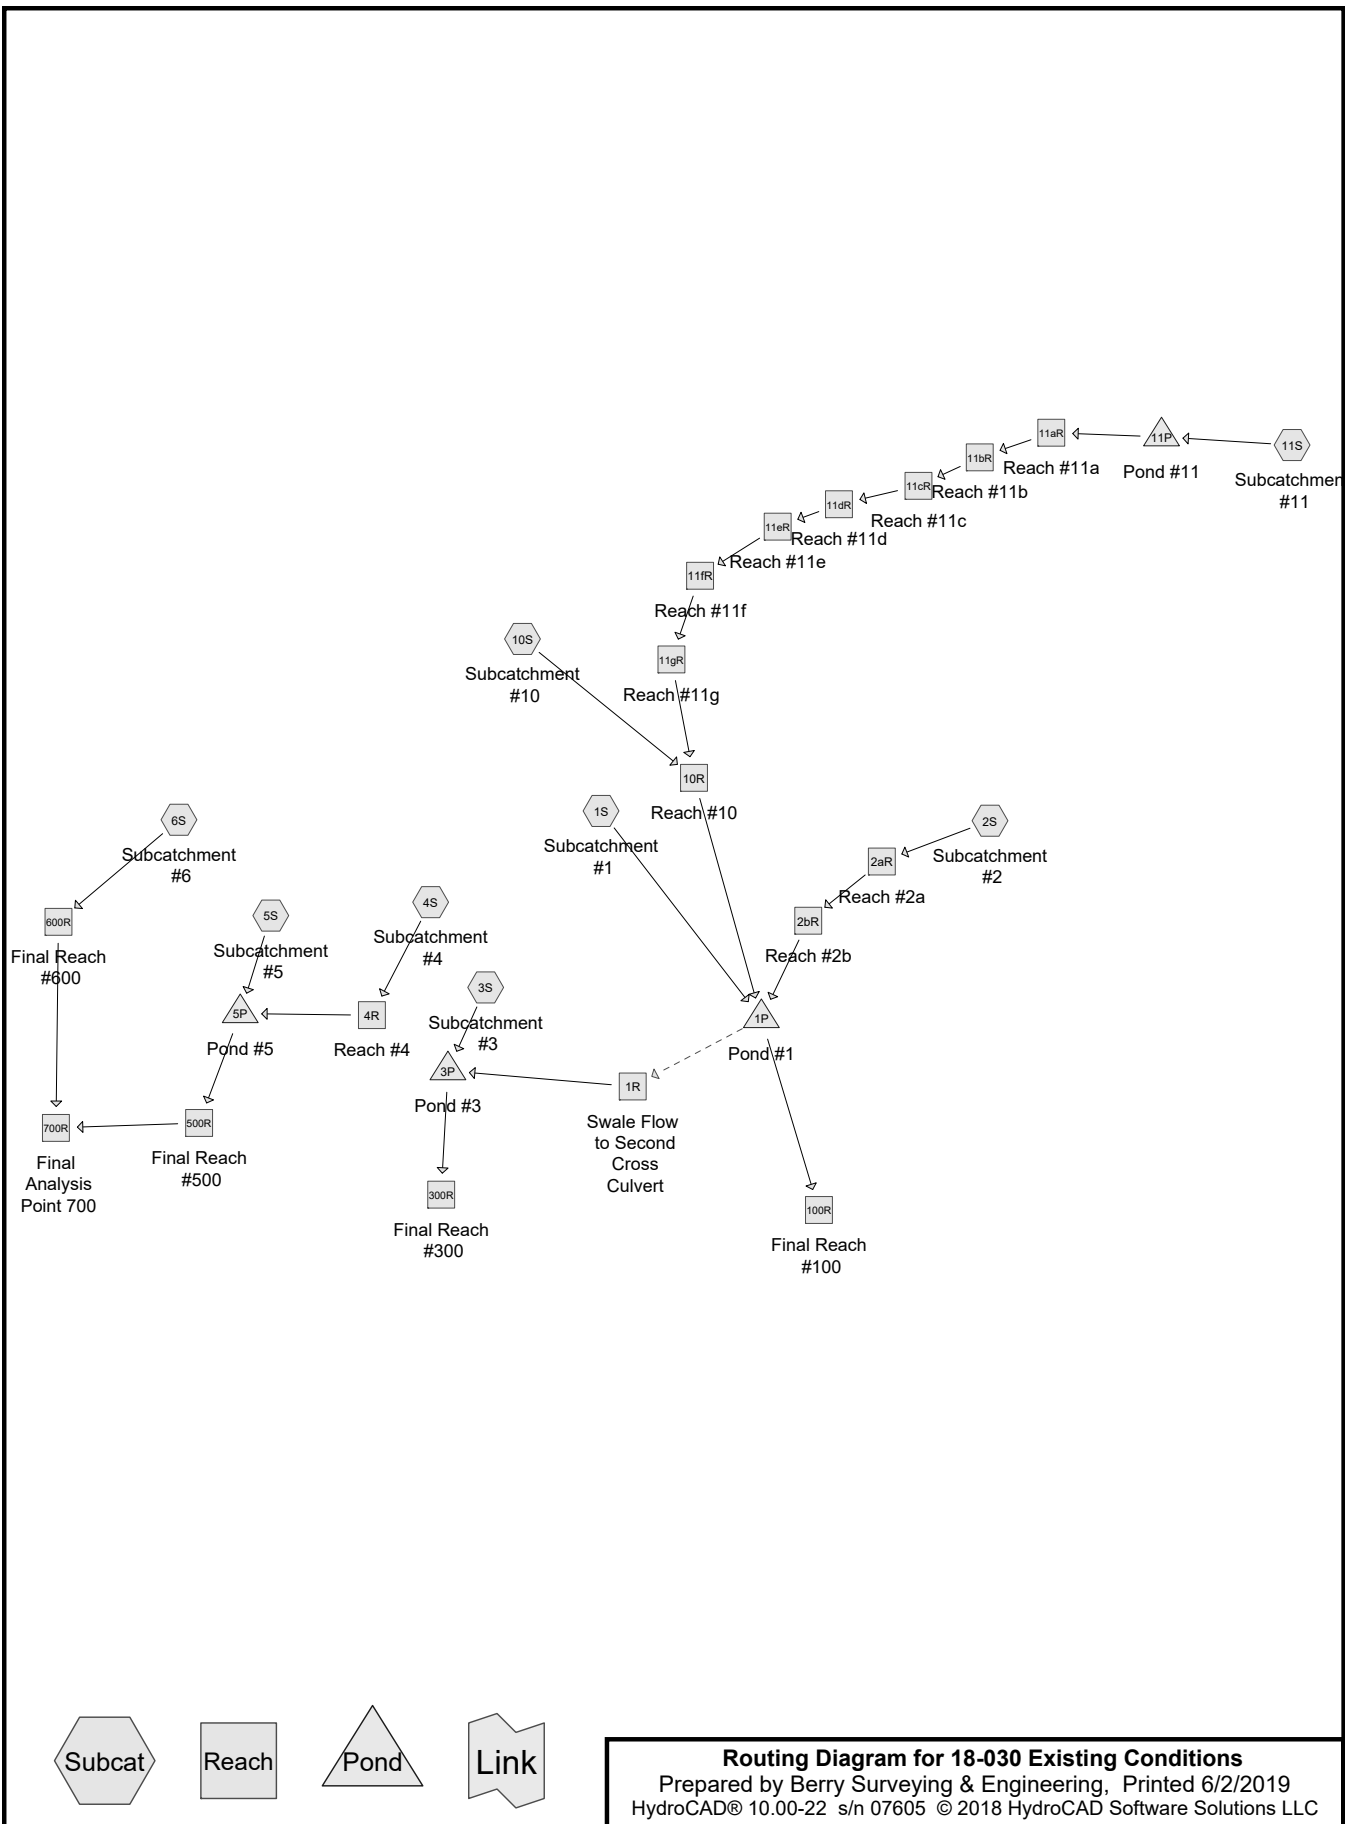 11aR
Reach #11a
11P
Pond #11
11S
Subcatchmen
#11
11bR
Reach #11b
11cR
Reach #11c
11dR
Reach #11d
11eR
Reach #11e
11fR
Reach #11f
10S
Subcatchment
#10
11gR
Reach #11g
10R
Reach #10
1S
Subcatchment
#1
2S
Subcatchment
#2
2aR
Reach #2a
2bR
Reach #2b
6S
Subcatchment
#6
600R
Final Reach
#600
5S
Subcatchment
#5
4S
Subcatchment
#4
3S
Subcatchment
#3
5P
Pond #5
4R
Reach #4
1P
Pond #1
3P
Pond #3
1R
Swale Flow
to Second
Cross
Culvert
700R
Final
Analysis
Point 700
500R
Final Reach
#500
300R
Final Reach
#300
100R
Final Reach
#100
Subcat
Reach
Pond
Link
Routing Diagram for 18-030 Existing Conditions
Prepared by Berry Surveying & Engineering, Printed 6/2/2019
HydroCAD® 10.00-22 s/n 07605 © 2018 HydroCAD Software Solutions LLC